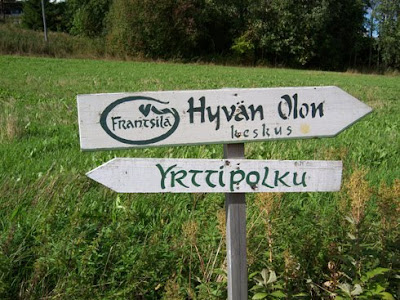 Frantsila
Hyvän Olon
keskus
Yrttipolku